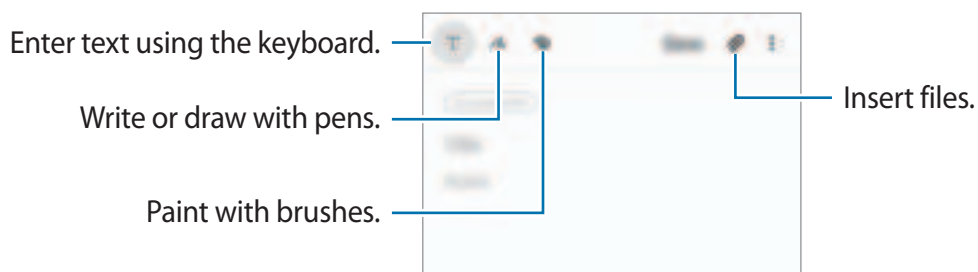 Enter text using the keyboard.
T
Insert files.
Write or draw with pens.
Paint with brushes.